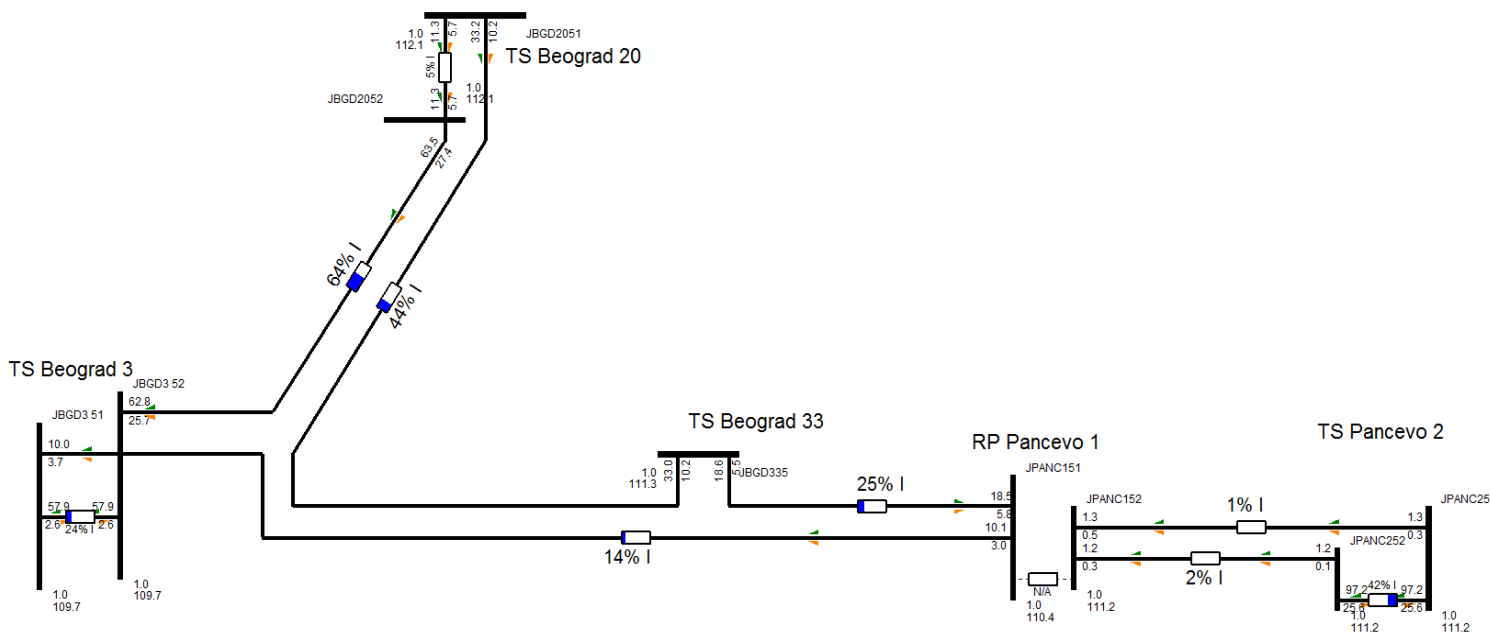 11.3
5.7
33.2
10.2
JBGD2051
1.0
112.1
TS Beograd 20
5% I
1.0
112.1
JBGD2052
11.3
5.7
63.5
27.4
64% I
44% I
TS Beograd 3
JBGD3 52
JBGD3 51
62.8
25.7
10.0
3.7
57.9
57.9
2.6
24% I
2.6
1.0
109.7
1.0
109.7
TS Beograd 33
1.0
111.3
33.0
10.2
18.6
5.5
JBGD335
25% I
14% I
RP Pancevo 1
JPANC151
18.5
10.1
3.0
N/A
1.0
110.4
JPANC152
1.3
0.5
1.2
0.3
1.0
111.2
1% I
2% I
TS Pancevo 2
JPANC25
1.3
0.3
JPANC252
1.2
0.1
97.2
42% I
97.2
25.6
25.6
1.0
111.2
1.0
111.2